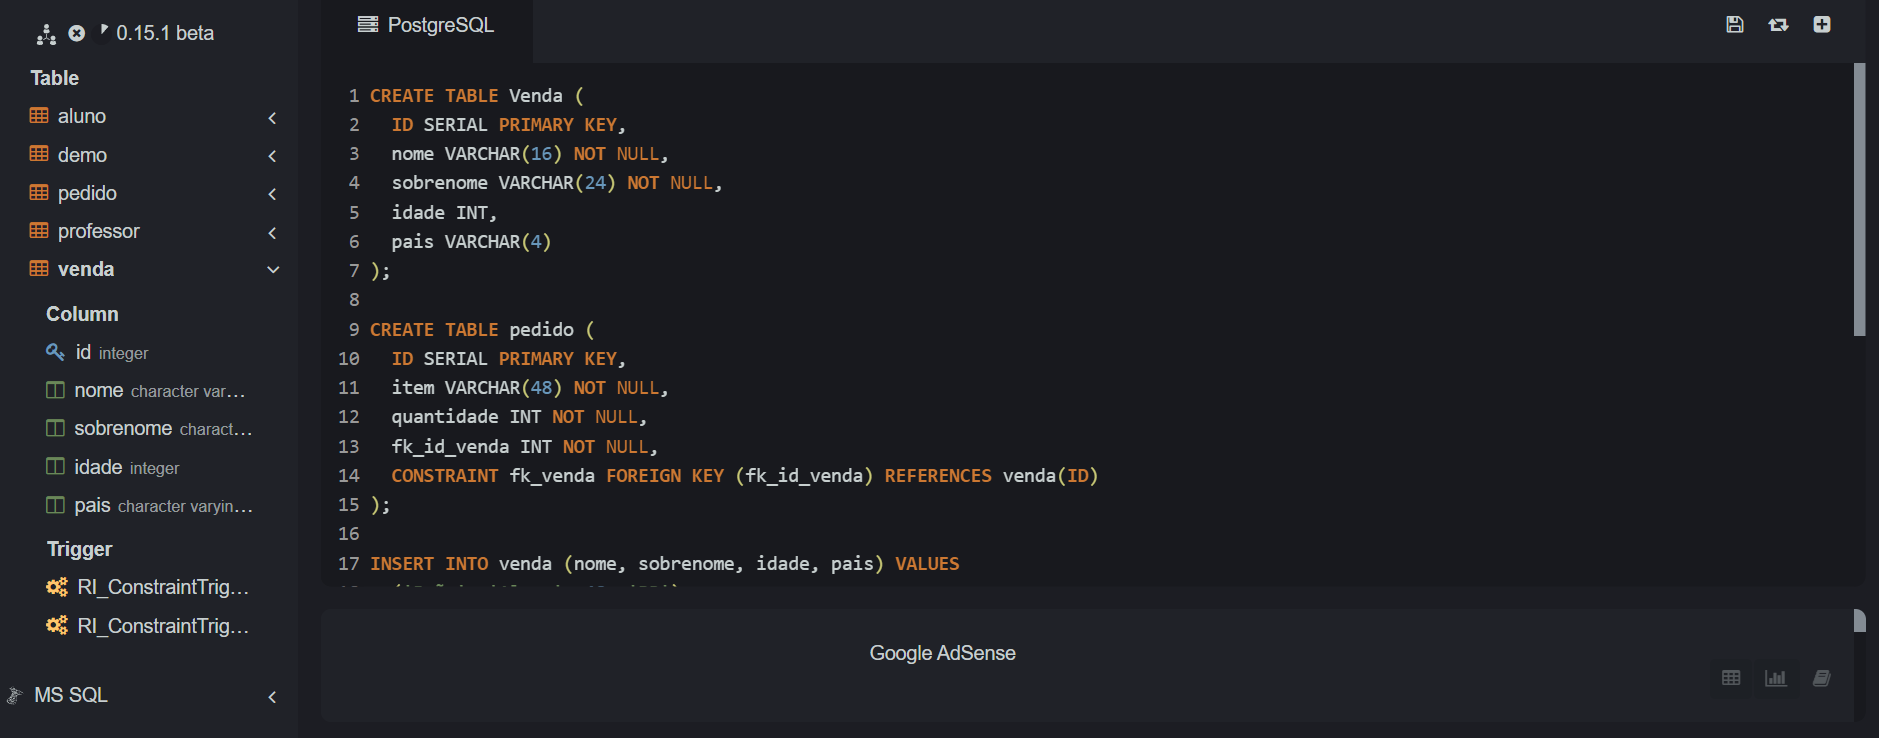 0.15.1 beta
Table
aluno
demo
pedido
professor
venda
Column
id integer
nome character var...
sobrenome charact...
idade integer
pais character varyin...
Trigger
RI_ConstraintTrig...
RI_ConstraintTrig...
MS SQL
PostgreSQL
1 CREATE TABLE Venda (
2 ID SERIAL PRIMARY KEY,
3 nome VARCHAR(16) NOT NULL,
4 sobrenome VARCHAR(24) NOT NULL,
5 idade INT,
6 pais VARCHAR(4)
7 );
8
9 CREATE TABLE pedido (
10 ID SERIAL PRIMARY KEY,
11 item VARCHAR(48) NOT NULL,
12 quantidade INT NOT NULL,
13 fk_id_venda INT NOT NULL,
14 CONSTRAINT fk_venda FOREIGN KEY (fk_id_venda) REFERENCES venda(ID)
15 );
16
17 INSERT INTO venda (nome, sobrenome, idade, pais) VALUES
Google AdSense